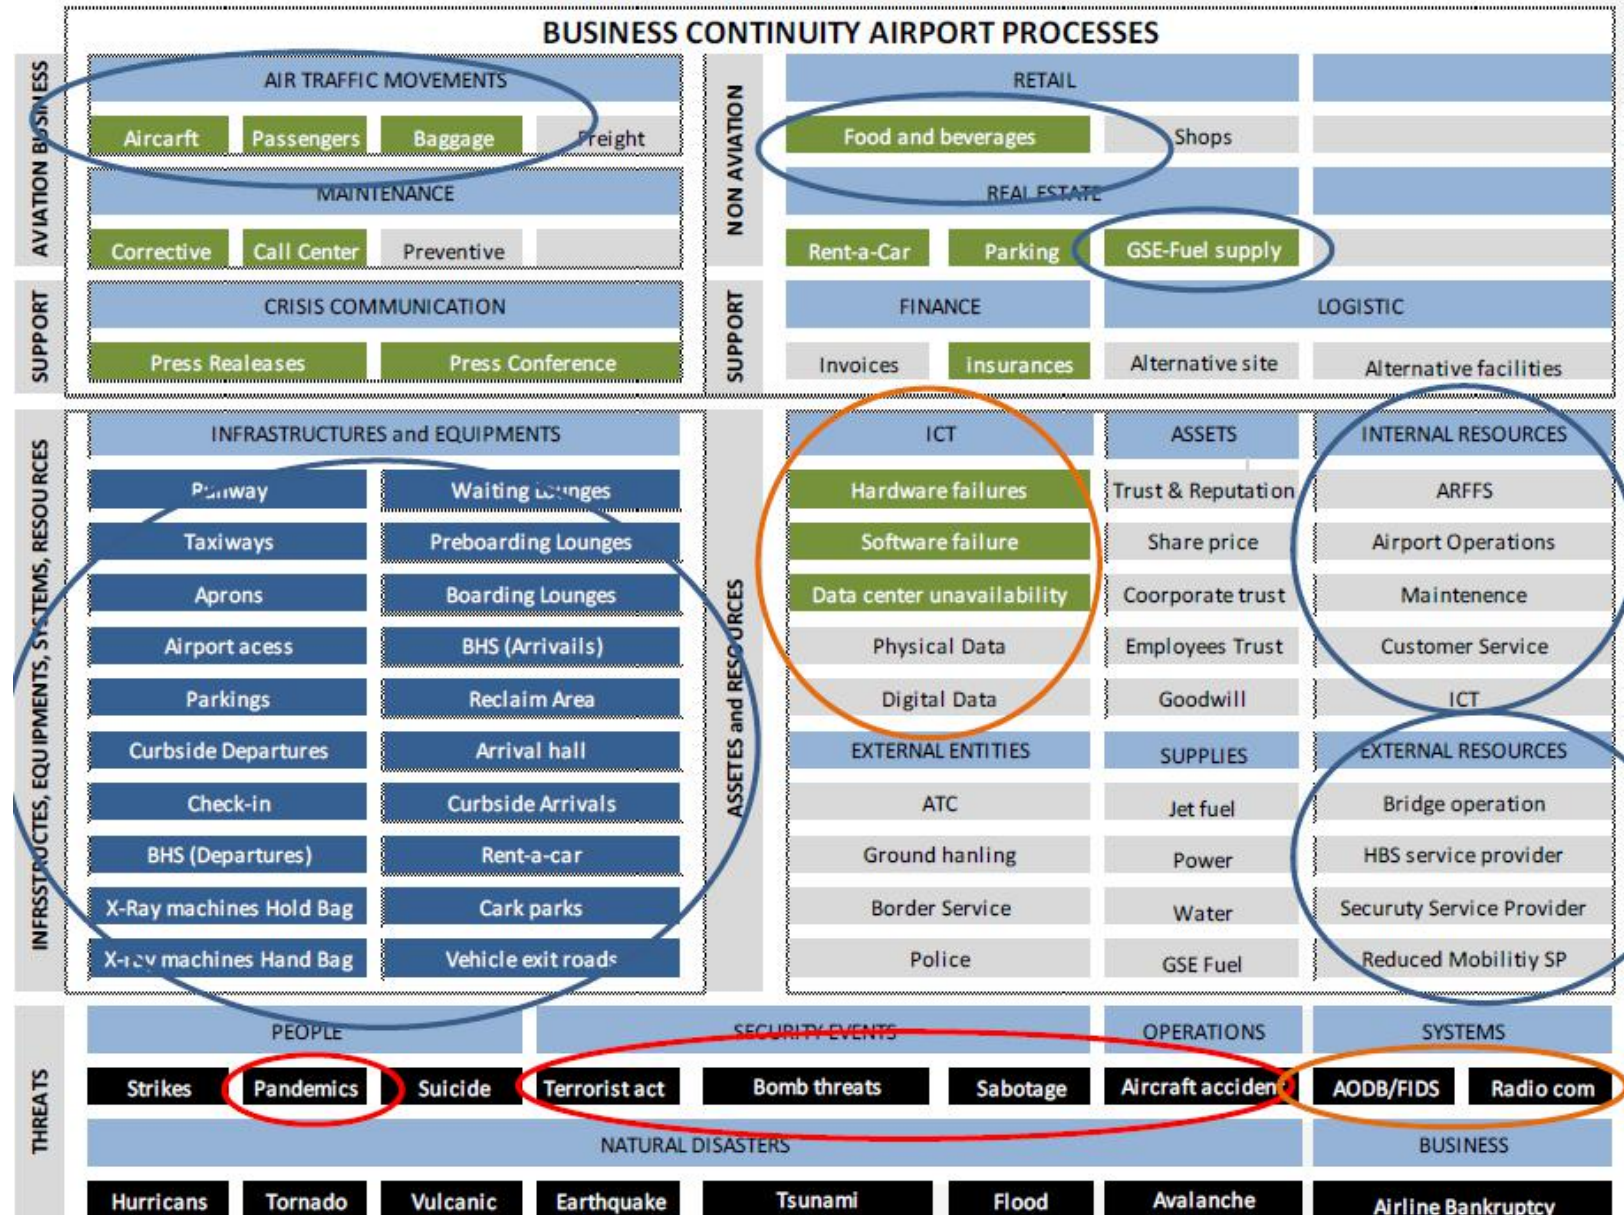 BUSINESS CONTINUITY AIRPORT PROCESSES
AVIATION BUSINESS
AIR TRAFFIC MOVEMENTS
Aircarft Passengers Baggage Freight
MAINTENANCE
Corrective Call Center Preventive
NON AVIATION
RETAIL
Food and beverages Shops
REAL ESTATE
Rent-a-Car Parking GSE-Fuel supply
SUPPORT
CRISIS COMMUNICATION
Press Realeases Press Conference
SUPPORT
FINANCE LOGISTIC
Invoices insurances Alternative site Alternative facilities
INFRSSTRUCTES, EQUIPMENTS, SYSTEMS, RESOURCES
INFRASTRUCTURES and EQUIPMENTS
Runway Waiting Lounges
Taxiways Preboarding Lounges
Aprons Boarding Lounges
Airport acess BHS (Arrivails)
Parkings Reclaim Area
Curbside Departures Arrival hall
Check-in Curbside Arrivals
BHS (Departures) Rent-a-car
X-Ray machines Hold Bag Cark parks
X-ray machines Hand Bag Vehicle exit roads
ASSETES and RESOURCES
ICT ASSETS INTERNAL RESOURCES
Hardware failures Trust & Reputation ARFFS
Software failure Share price Airport Operations
Data center unavailability Coorporate trust Maintenence
Physical Data Employees Trust Customer Service
Digital Data Goodwill ICT
EXTERNAL ENTITIES SUPPLIES EXTERNAL RESOURCES
ATC Jet fuel Bridge operation
Ground hanling Power HBS service provider
Border Service Water Securuty Service Provider
Police GSE Fuel Reduced Mobilitiy SP
THREATS
PEOPLE SECURITY EVENTS OPERATIONS SYSTEMS
Strikes Pandemics Suicide Terrorist act Bomb threats Sabotage Aircraft accident AODB/FIDS Radio com
NATURAL DISASTERS BUSINESS
Hurricans Tornado Vulcanic Earthquake Tsunami Flood Avalanche Airline Bankruptcy